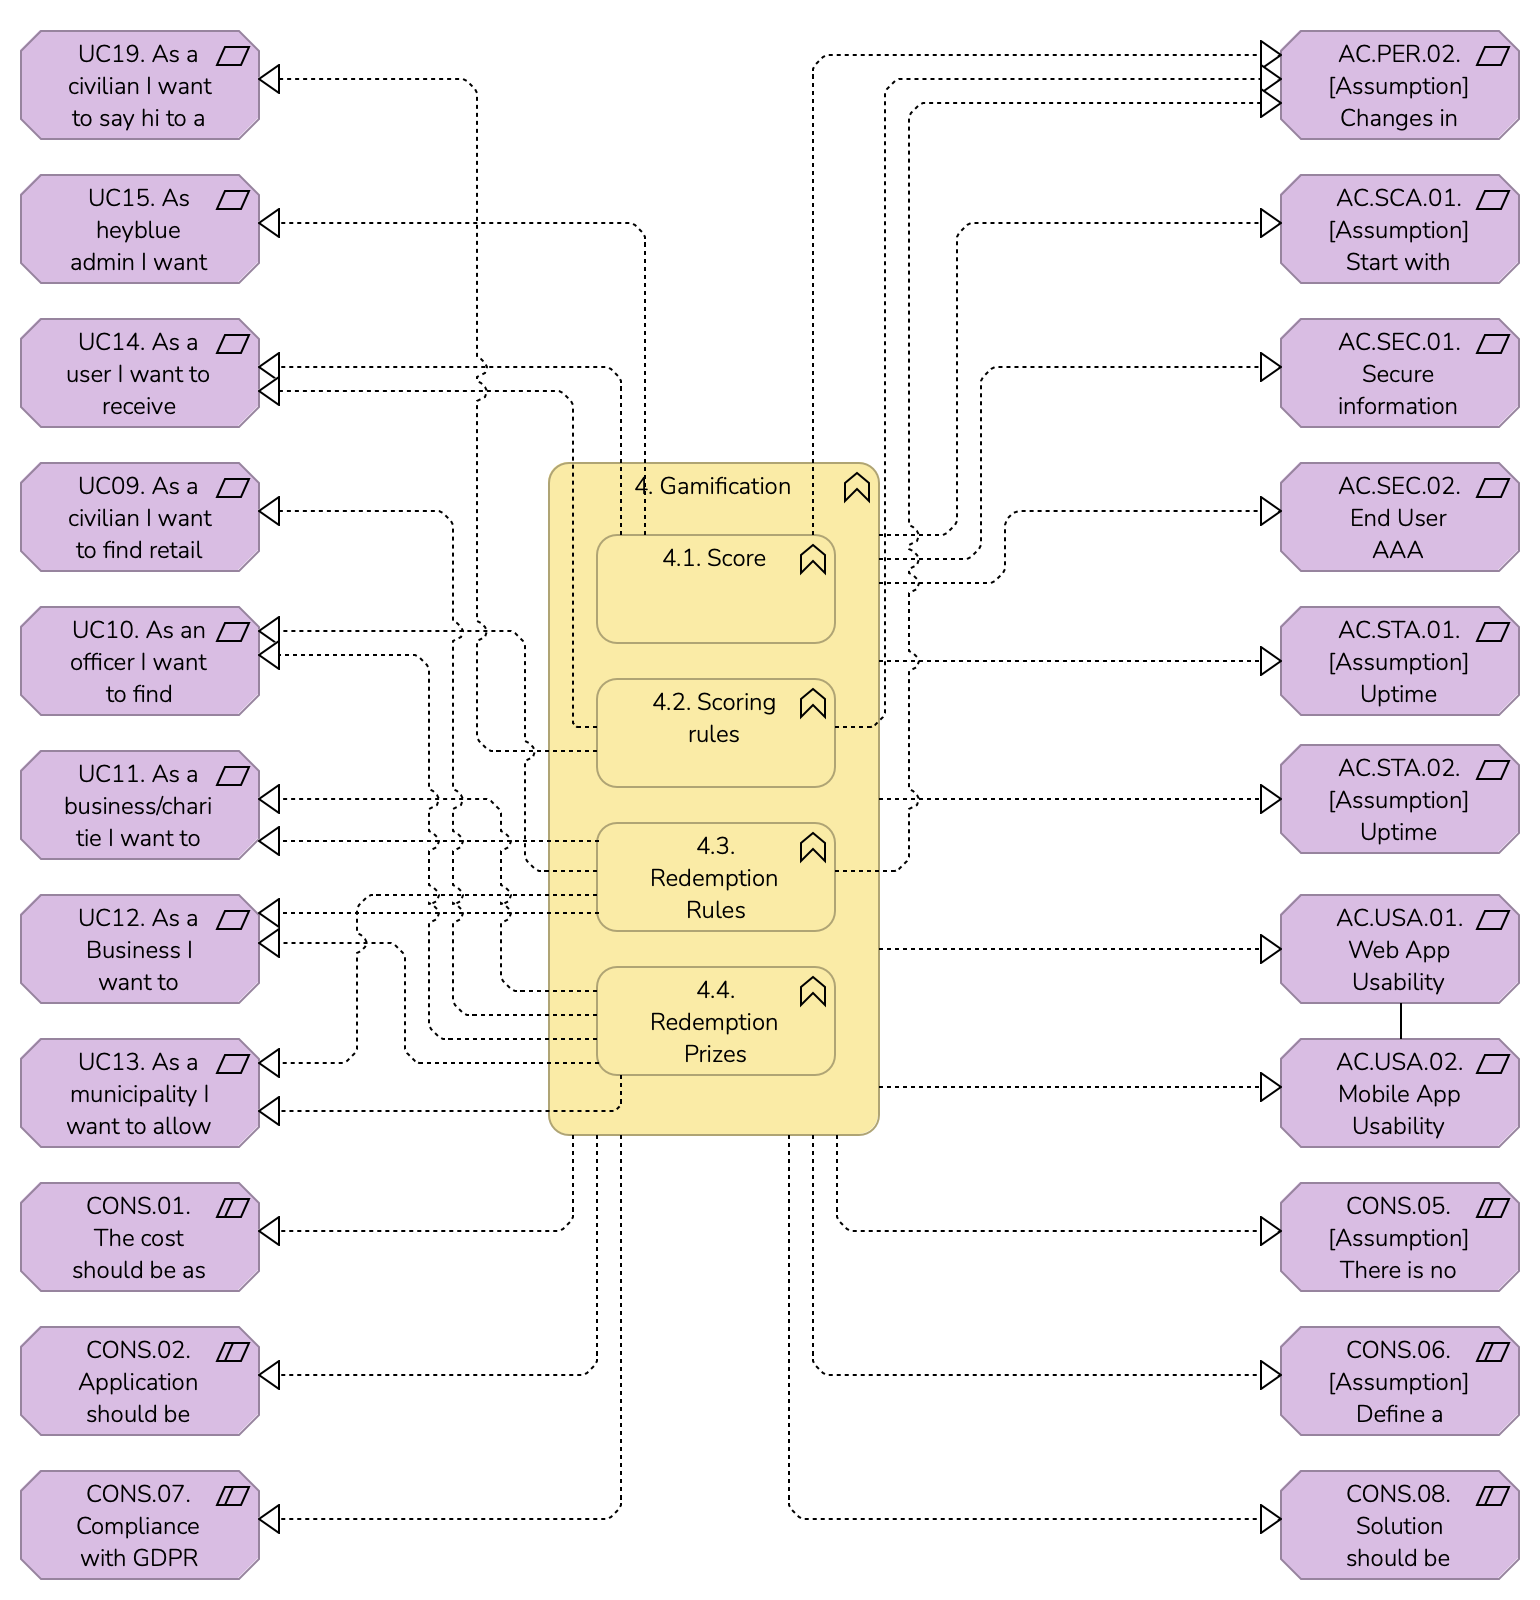 UC19. As a
civilian I want
to say hi to a
UC15. As
heyblue
admin I want
UC14. As a
user I want to
receive
UC09. As a
civilian I want
to find retail
UC10. As an
officer I want
to find
UC11. As a
business/chari
tie I want to
UC12. As a
Business I
want to
UC13. As a
municipality I
want to allow
CONS.01.
The cost
should be as
CONS.02.
Application
should be
CONS.07.
Compliance
with GDPR
4. Gamification
4.1. Score
4.2. Scoring
rules
4.3.
Redemption
Rules
4.4.
Redemption
Prizes
AC.PER.02.
[Assumption]
Changes in
AC.SCA.01.
[Assumption]
Start with
AC.SEC.01.
Secure
information
AC.SEC.02.
End User
AAA
AC.STA.01.
[Assumption]
Uptime
AC.STA.02.
[Assumption]
Uptime
AC.USA.01.
Web App
Usability
AC.USA.02.
Mobile App
Usability
CONS.05.
[Assumption]
There is no
CONS.06.
[Assumption]
Define a
CONS.08.
Solution
should be